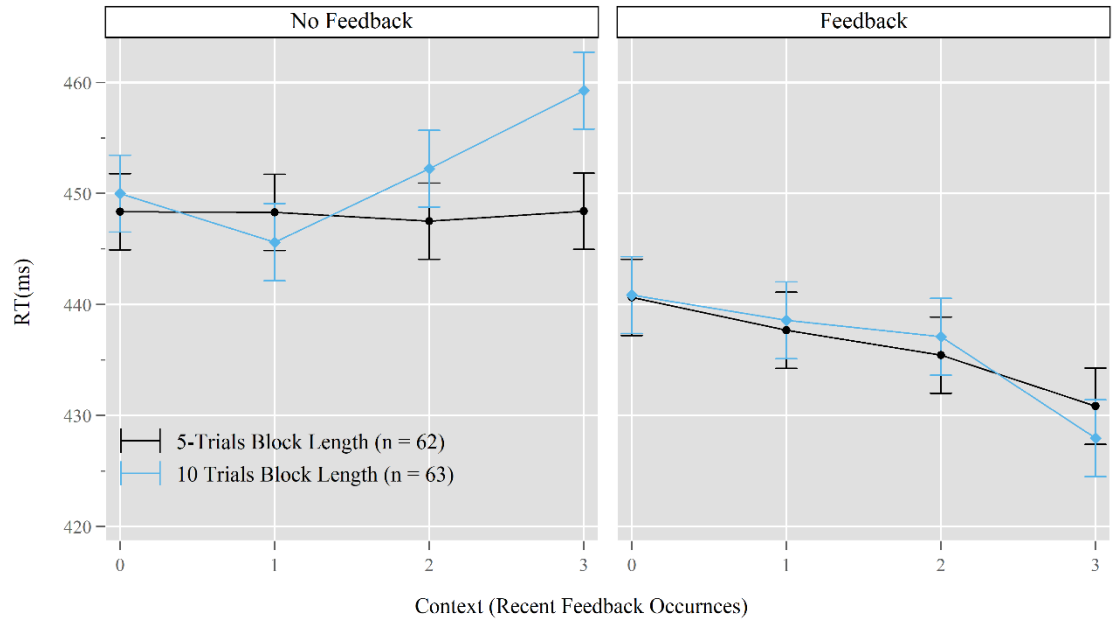 No Feedback
Feedback
RT(ms)
460
450
440
430
420
5-Trials Block Length (n = 62)
10 Trials Block Length (n = 63)
0 1 2 3
0 1 2 3
Context (Recent Feedback Occurnces)